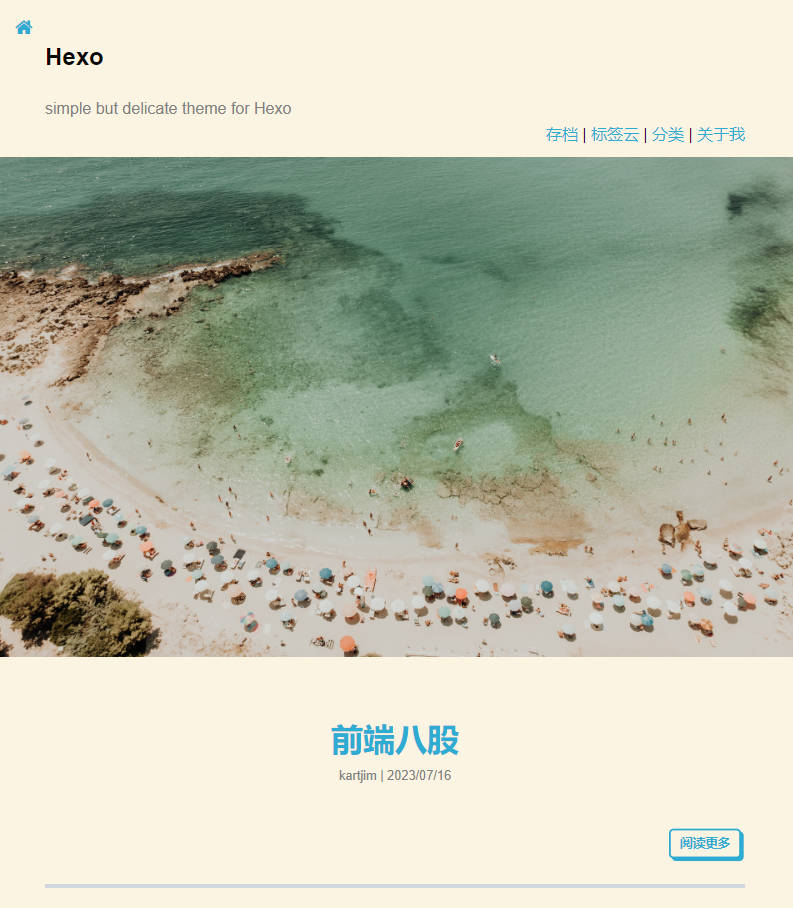 Hexo
simple but delicate theme for Hexo
存档 | 标签云 | 分类 | 关于我
前端八股
kartjim | 2023/07/16
阅读更多